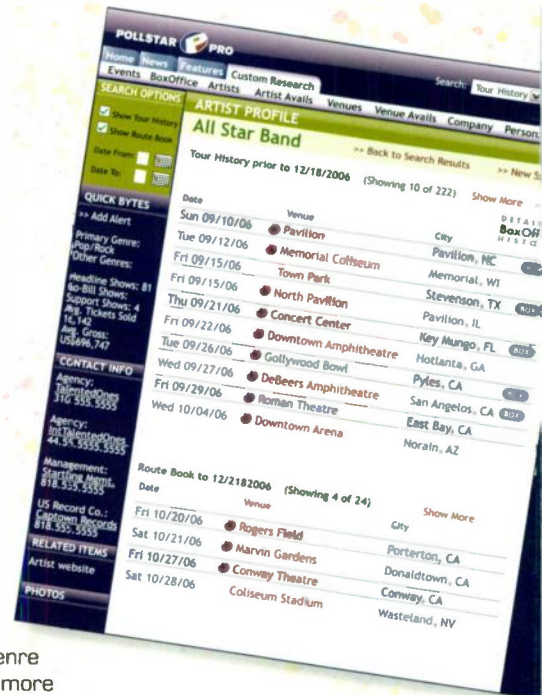 POLLSTAR PRO
Search: Tour History
Home News Features Custom Research
Events BoxOffice Artists Artist Avails Venues Venue Avails Company Person
SEARCH OPTIONS
Show Tour History
Show Route Book
Date From:
Date To:
QUICK BYTES
>> Add Alert
Primary Genre:
Pop/Rock
Other Genres:
Headline Shows: 81
Co-Bill Shows:
Support Shows: 4
Avg. Tickets Sold
16,142
Avg. Gross:
US$696,747
CONTACT INFO
Agency:
TalentedOnes
310.555.5555
Agency:
IntTalentedOnes
44.55.5555.5555
Management:
Startling Mgmt.
818.555.5555
US Record Co.:
Captown Records
818.555.5555
RELATED ITEMS
Artist website
PHOTOS
ARTIST PROFILE
All Star Band
>> Back to Search Results >> New S
Tour History prior to 12/18/2006 (Showing 10 of 222) Show More
DETAI
BoxOff
HISTO
Date Venue City
Sun 09/10/06 Pavilion Pavilion, NC
Tue 09/12/06 Memorial Coliseum Memorial, WI
Fri 09/15/06 Town Park Stevenson, TX BOX
Fri 09/15/06 North Pavilion Pavilion, IL
Thu 09/21/06 Concert Center Key Mungo, FL BOX
Fri 09/22/06 Downtown Amphitheatre Hotlanta, GA
Tue 09/26/06 Gollywood Bowl Pyles, CA
Wed 09/27/06 DeBeers Amphitheatre San Angelos, CA BOX
Fri 09/29/06 Roman Theatre East Bay, CA
Wed 10/04/06 Downtown Arena Norain, AZ
Route Book to 12/2182006 (Showing 4 of 24) Show More
Date Venue City
Fri 10/20/06 Rogers Field Porterton, CA
Sat 10/21/06 Marvin Gardens Donaldtown, CA
Fri 10/27/06 Conway Theatre Conway, CA
Sat 10/28/06 Coliseum Stadium Wasteland, NV
enre
more